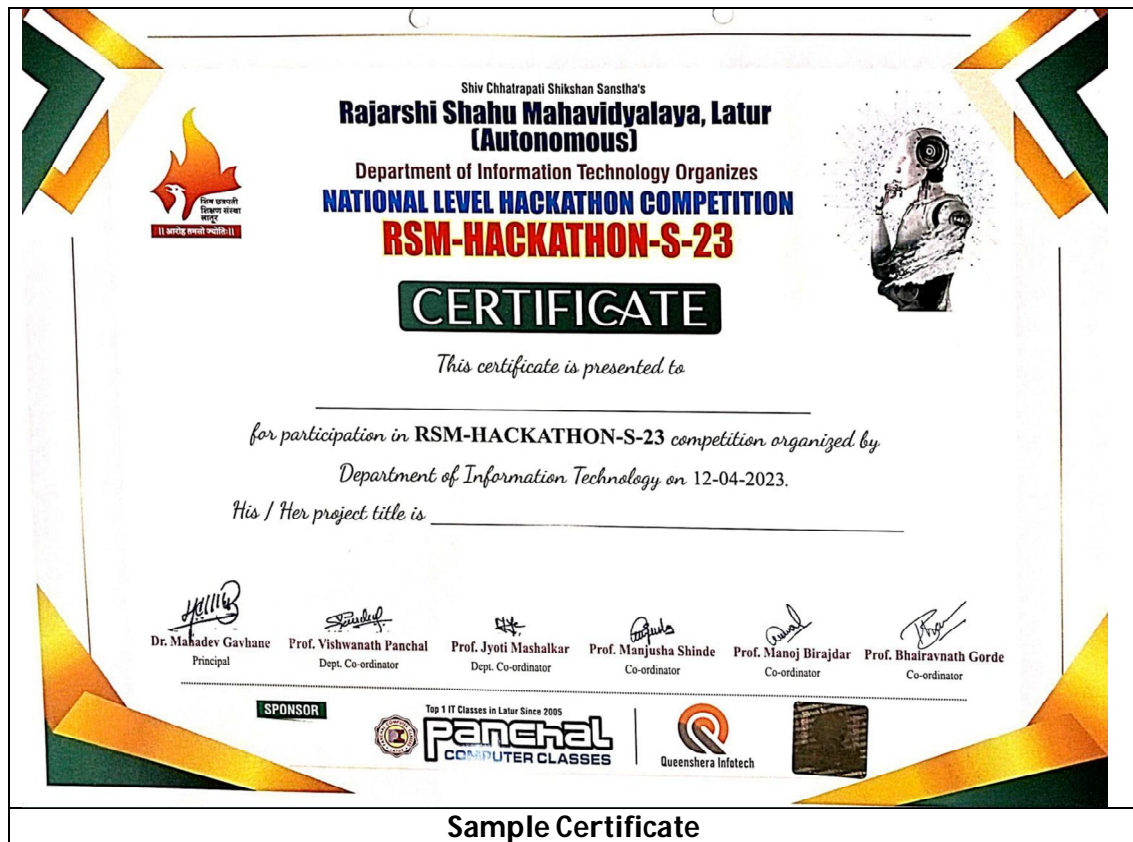 Shiv Chhatrapati Shikshan Sanstha's
Rajarshi Shahu Mahavidyalaya, Latur
(Autonomous)
Department of Information Technology Organizes
NATIONAL LEVEL HACKATHON COMPETITION
RSM-HACKATHON-S-23
शिव छत्रपती
शिक्षण संस्था
लातूर
।। आरोह तमसो ज्योतिः।।
CERTIFICATE
This certificate is presented to
for participation in RSM-HACKATHON-S-23 competition organized by
Department of Information Technology on 12-04-2023.
His / Her project title is
Dr. Mahadev Gavhane
Principal
Prof. Vishwanath Panchal
Dept. Co-ordinator
Prof. Jyoti Mashalkar
Dept. Co-ordinator
Prof. Manjusha Shinde
Co-ordinator
Prof. Manoj Birajdar
Co-ordinator
Prof. Bhairavnath Gorde
Co-ordinator
SPONSOR
Top 1 IT Classes in Latur Since 2005
Panchal
COMPUTER CLASSES
Queenshera Infotech
Sample Certificate